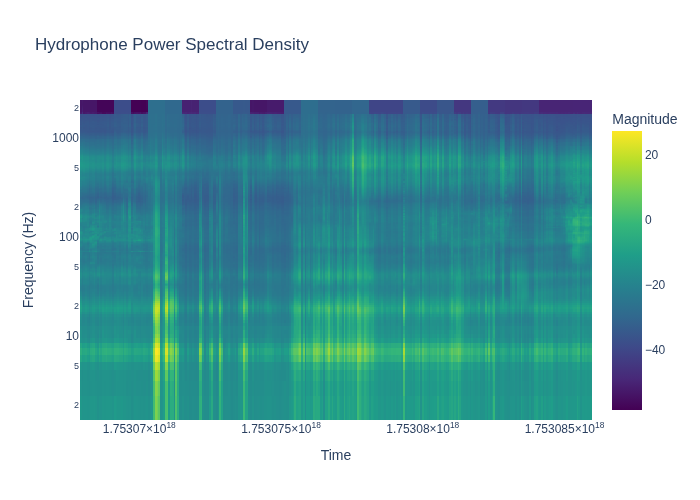 Hydrophone Power Spectral Density
Magnitude
20
0
−20
−40
2
1000
5
2
100
5
2
10
5
2
Frequency (Hz)
1.75307×10¹⁸ 1.753075×10¹⁸ 1.75308×10¹⁸ 1.753085×10¹⁸
Time